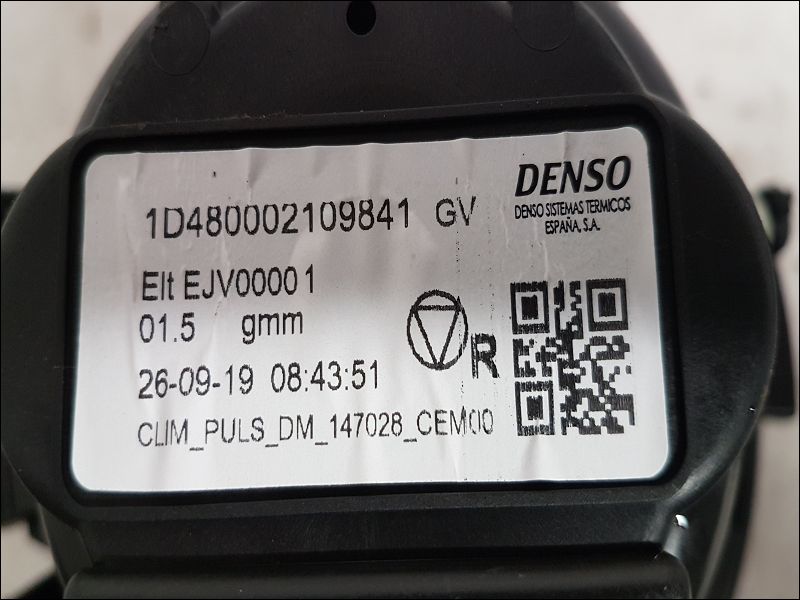 DENSO
DENSO SISTEMAS TERMICOS
ESPAÑA, S.A.
1D480002109841 GV
Elt EJV00001
01.5 gmm
R
26-09-19 08:43:51
CLIM_PULS_DM_147028_CEM00